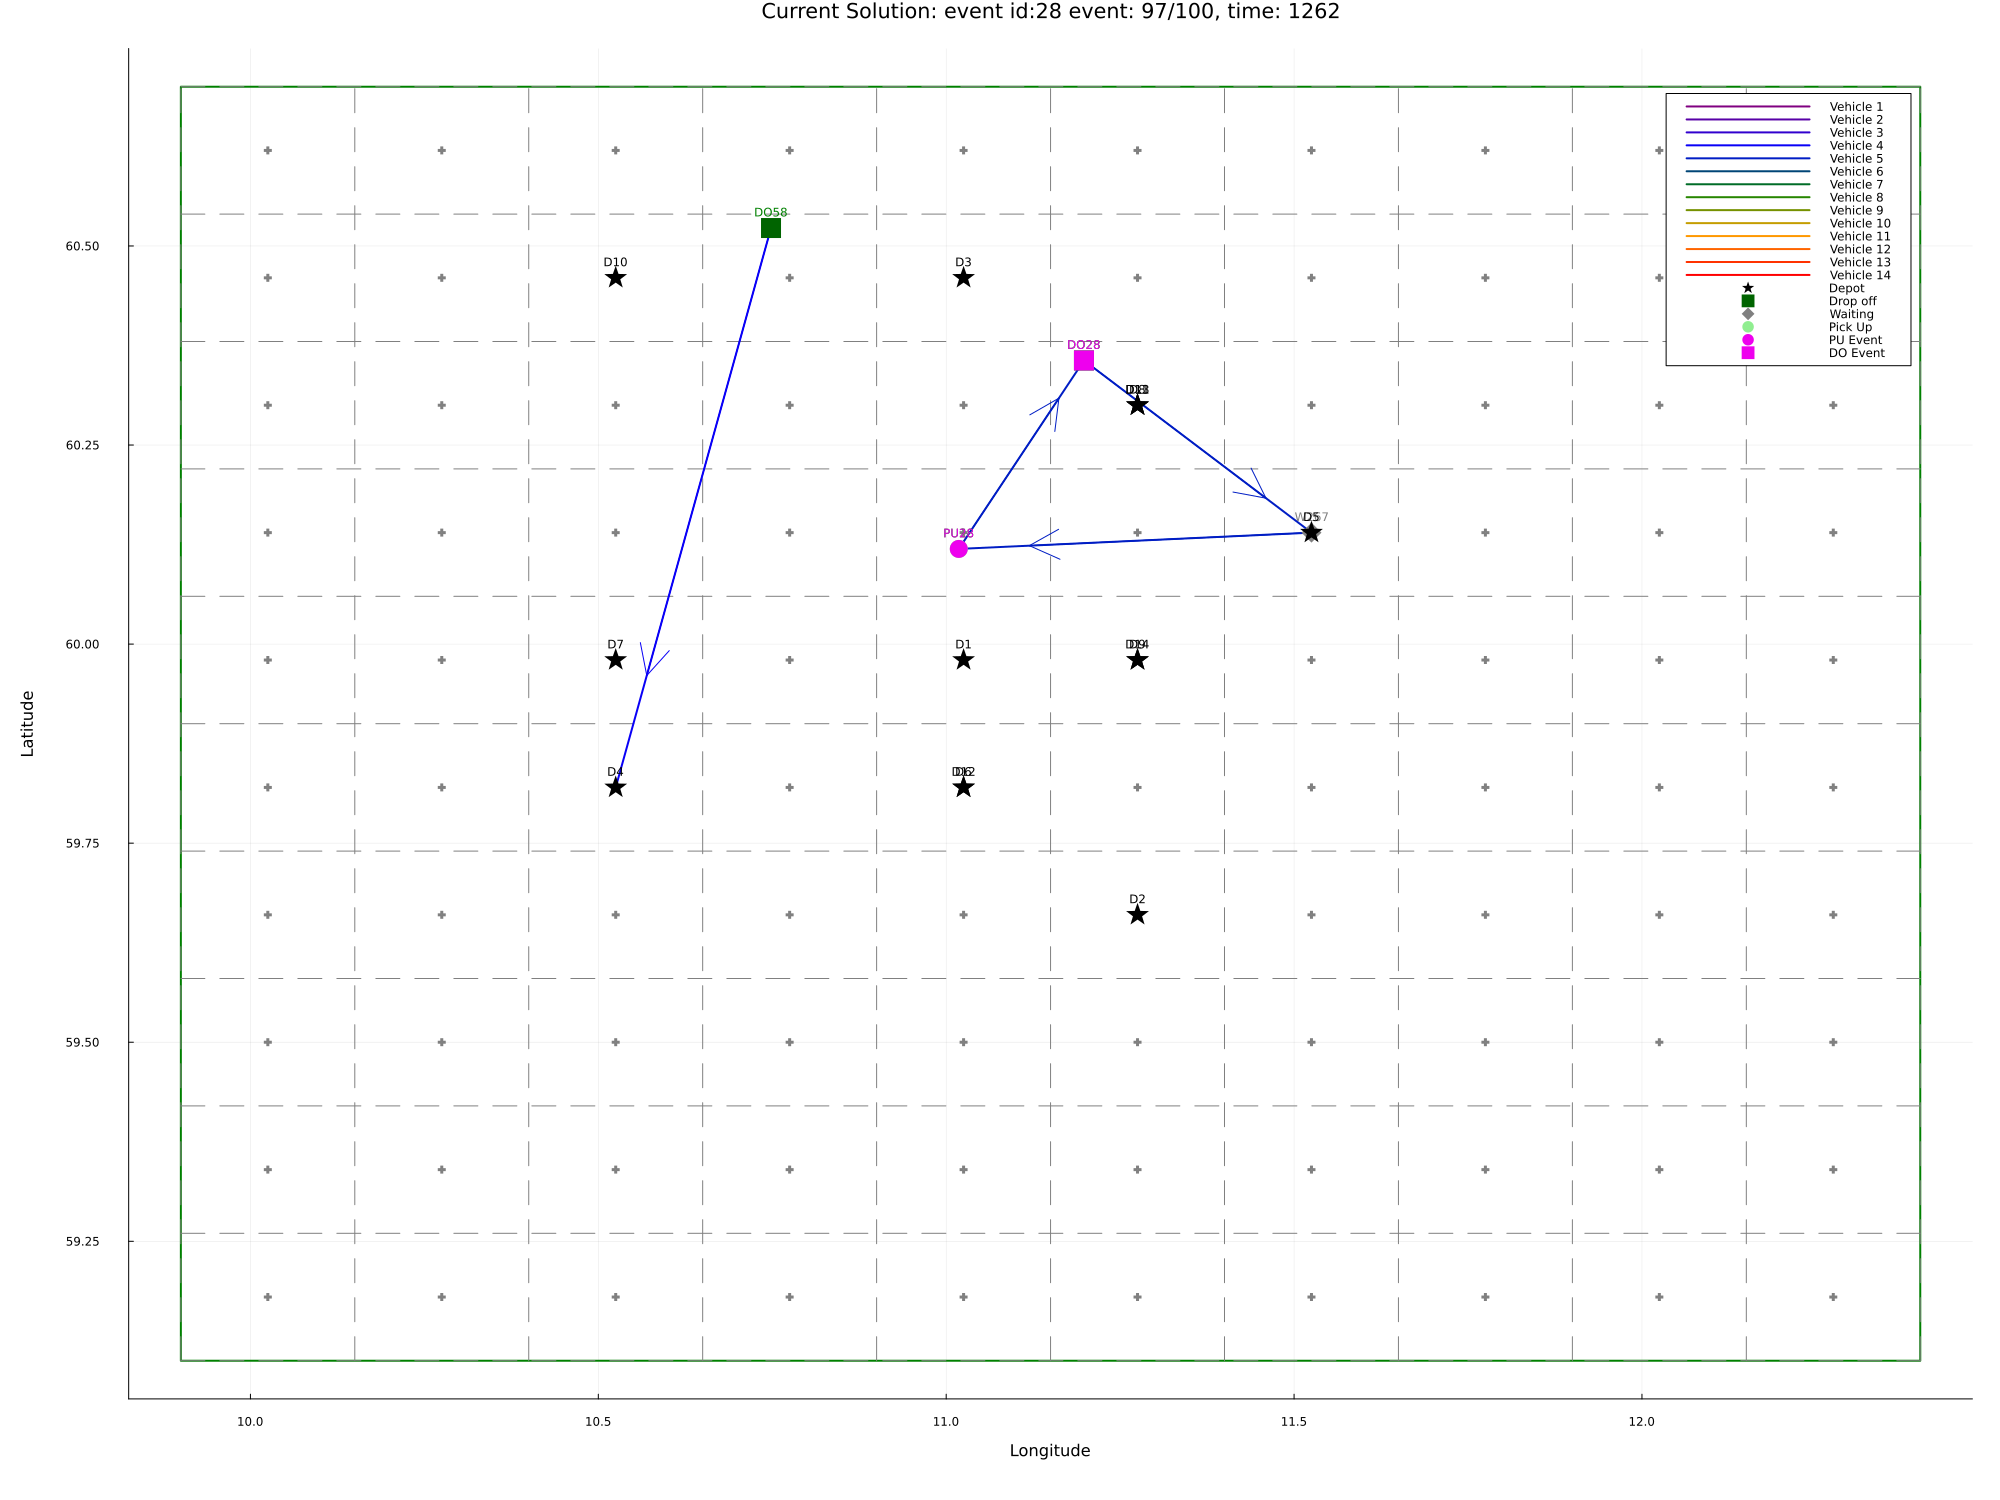 Current Solution: event id:28 event: 97/100, time: 1262
Vehicle 1
Vehicle 2
Vehicle 3
Vehicle 4
Vehicle 5
Vehicle 6
Vehicle 7
Vehicle 8
Vehicle 9
Vehicle 10
Vehicle 11
Vehicle 12
Vehicle 13
Vehicle 14
Depot
Drop off
Waiting
Pick Up
PU Event
DO Event
DO58
60.50
D10
D3
DO28
60.25
D5
60.00
D7
D1
D4
59.75
D2
59.50
59.25
10.0
10.5
11.0
11.5
12.0
Latitude
Longitude